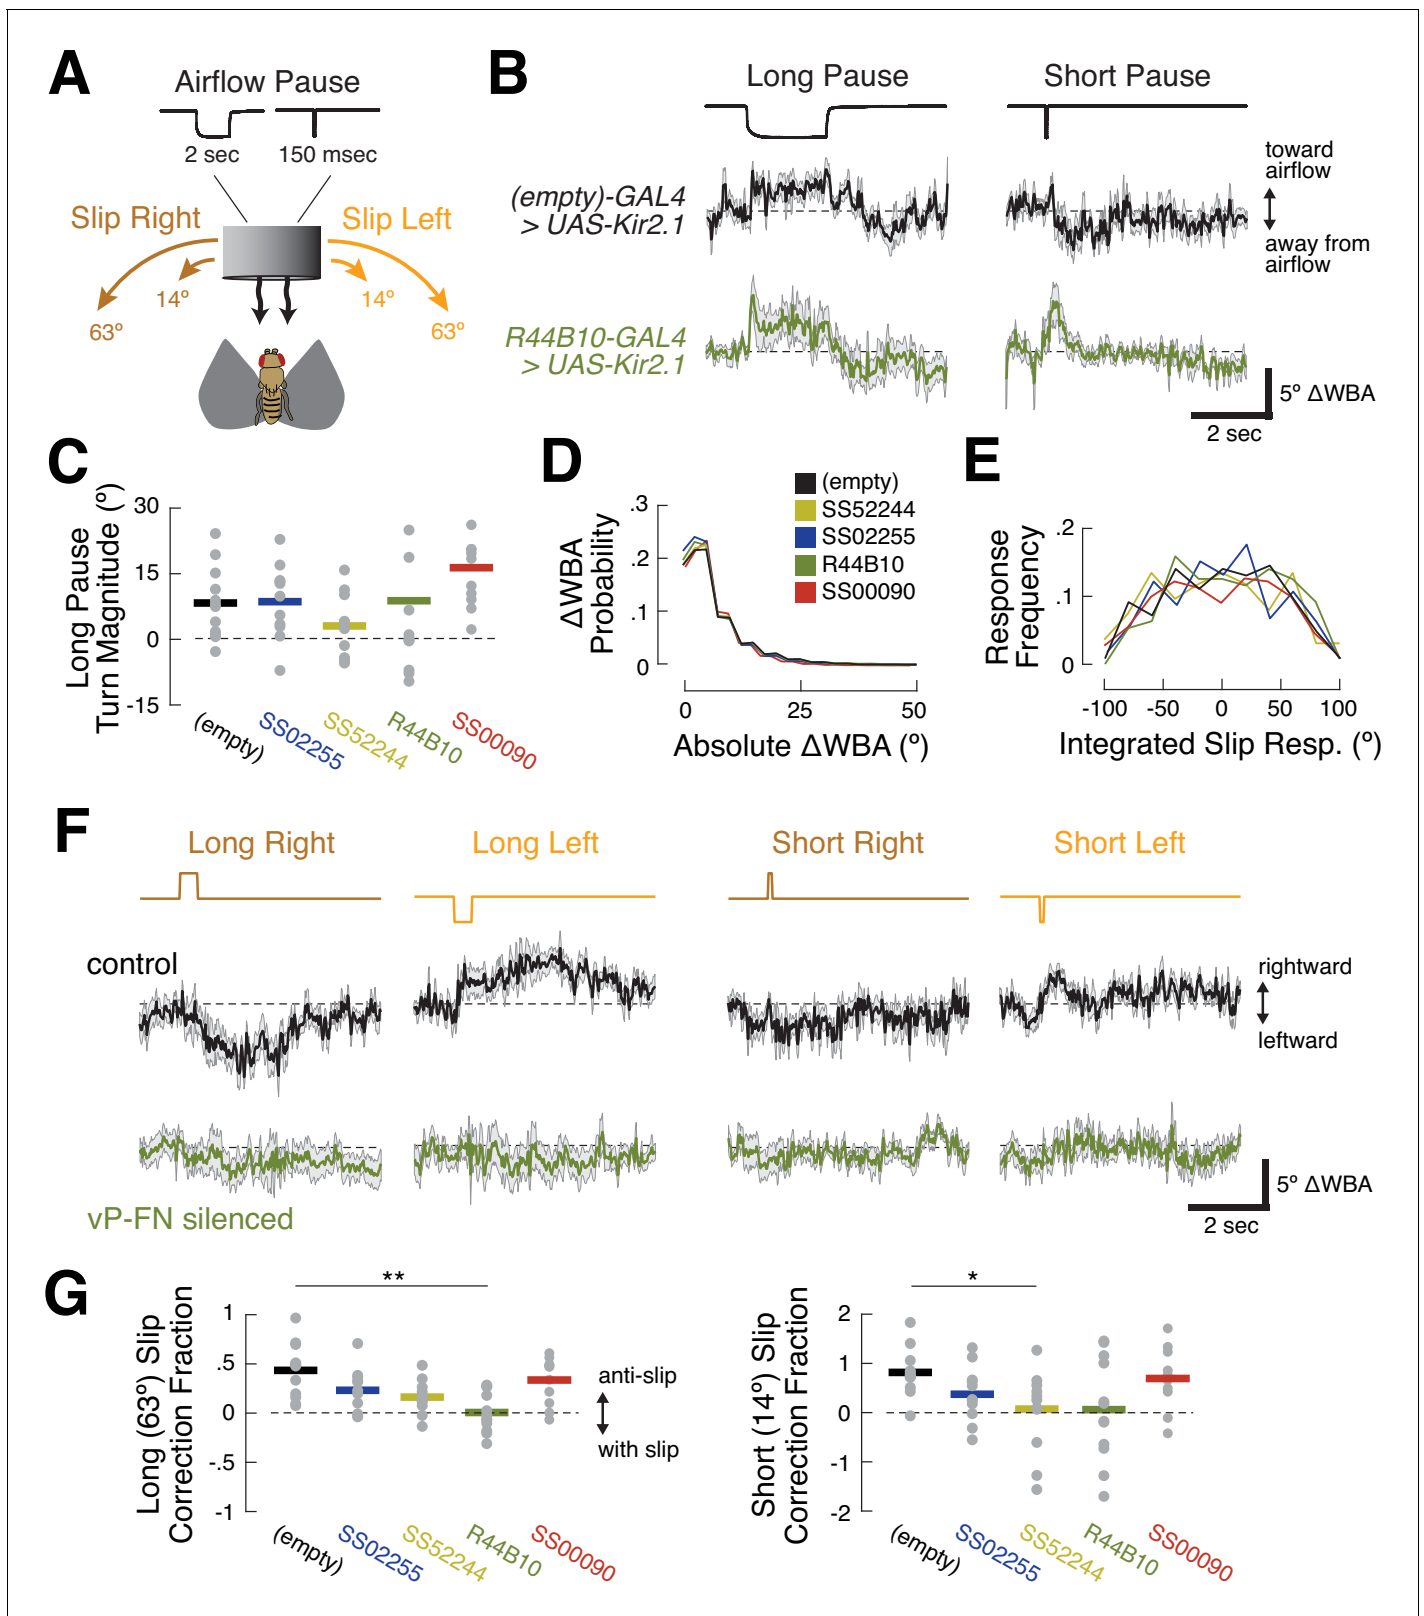 A
Airflow Pause
2 sec
150 msec
Slip Right
Slip Left
14º
14º
63º
63º
B
Long Pause
Short Pause
(empty)-GAL4
> UAS-Kir2.1
toward
airflow
away from
airflow
R44B10-GAL4
> UAS-Kir2.1
5º ΔWBA
2 sec
C
Long Pause
Turn Magnitude (º)
30
15
0
-15
(empty)
SS02255
SS52244
R44B10
SS00090
D
ΔWBA
Probability
.3
.2
.1
0
0
25
50
Absolute ΔWBA (º)
(empty)
SS52244
SS02255
R44B10
SS00090
E
Response
Frequency
.2
.1
0
-100
-50
0
50
100
Integrated Slip Resp. (º)
F
Long Right
Long Left
Short Right
Short Left
control
rightward
leftward
vP-FN silenced
5º ΔWBA
2 sec
G
Long (63º) Slip
Correction Fraction
1
.5
0
-.5
-1
**
anti-slip
with slip
(empty)
SS02255
SS52244
R44B10
SS00090
Short (14º) Slip
Correction Fraction
2
1
0
-1
-2
*
(empty)
SS02255
SS52244
R44B10
SS00090